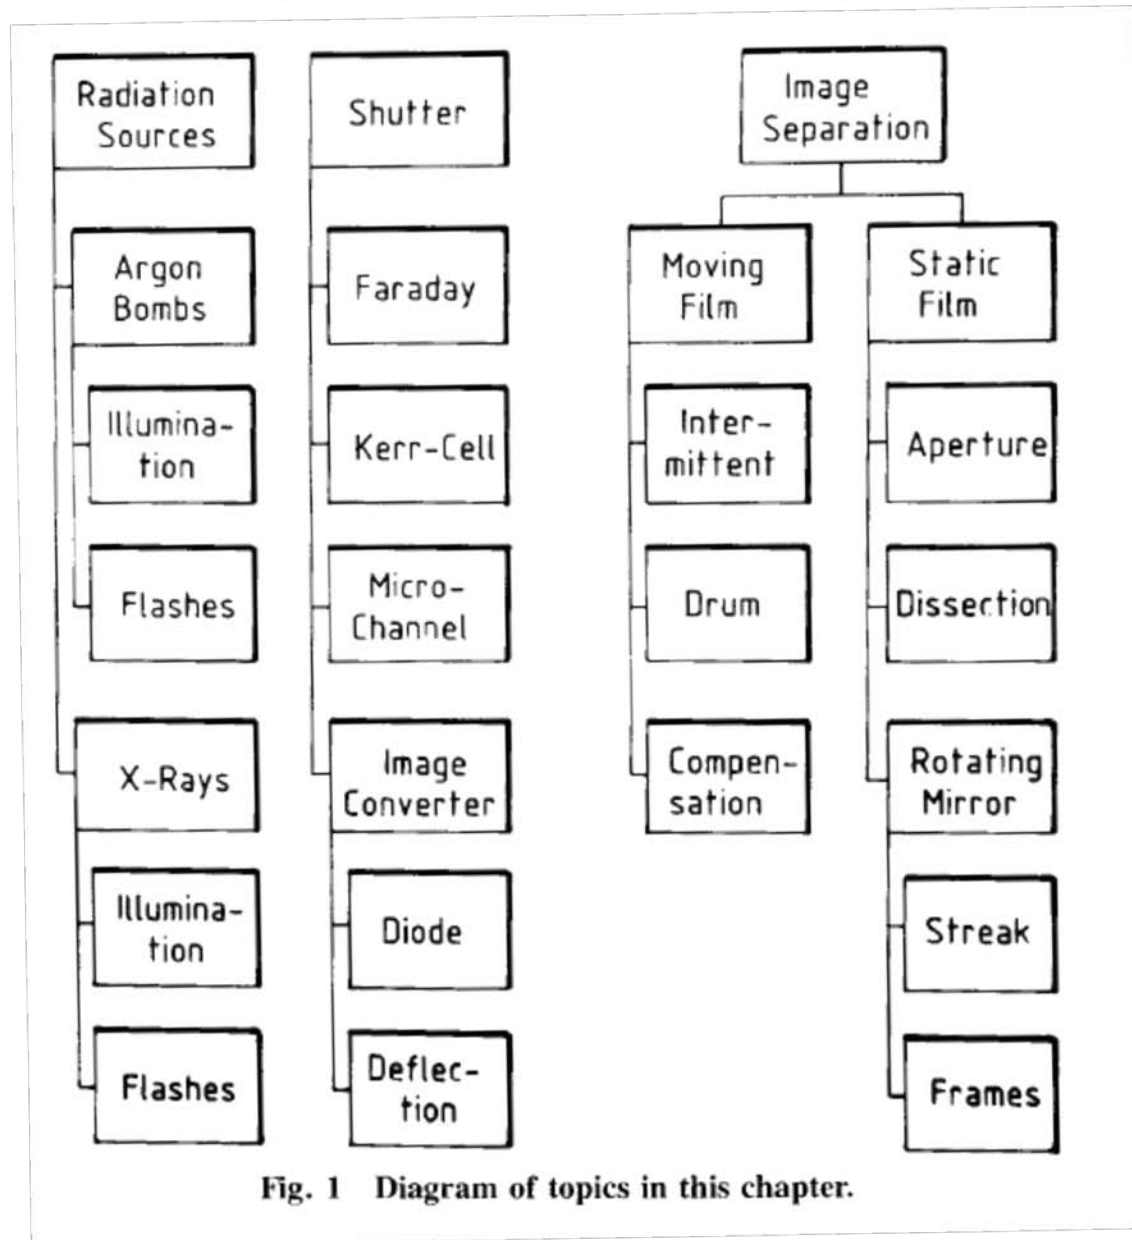 Radiation
Sources
Argon
Bombs
Illumina-
tion
Flashes
X-Rays
Illumina-
tion
Flashes
Shutter
Faraday
Kerr-Cell
Micro-
Channel
Image
Converter
Diode
Deflec-
tion
Image
Separation
Moving
Film
Inter-
mittent
Drum
Compen-
sation
Static
Film
Aperture
Dissection
Rotating
Mirror
Streak
Frames
Fig. 1 Diagram of topics in this chapter.